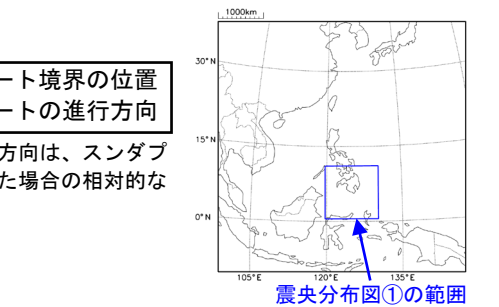 1000km
30°N
15°N
0°N
105°E 120°E 135°E
ート境界の位置
ートの進行方向
方向は、スンダプ
た場合の相対的な
震央分布図①の範囲